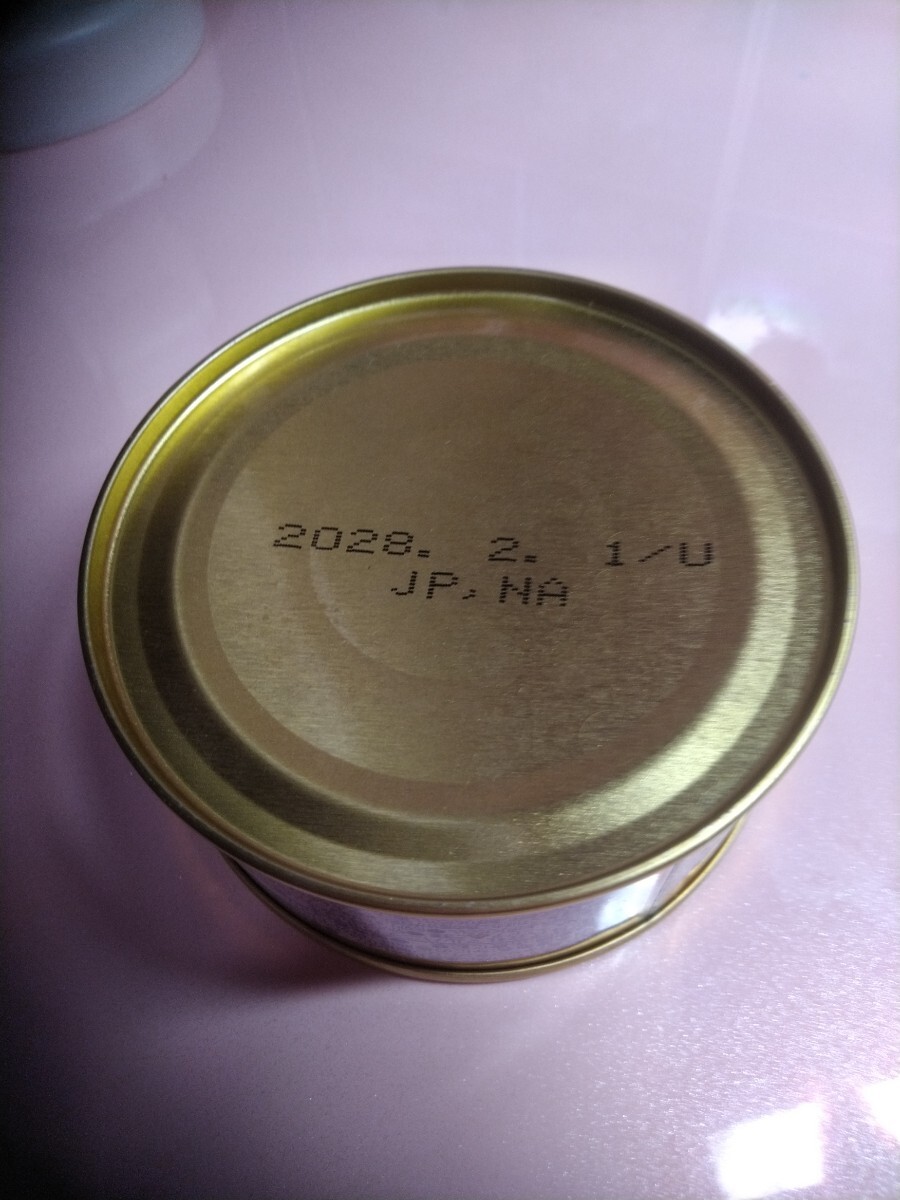 2028. 2. 1/U
JP, NA